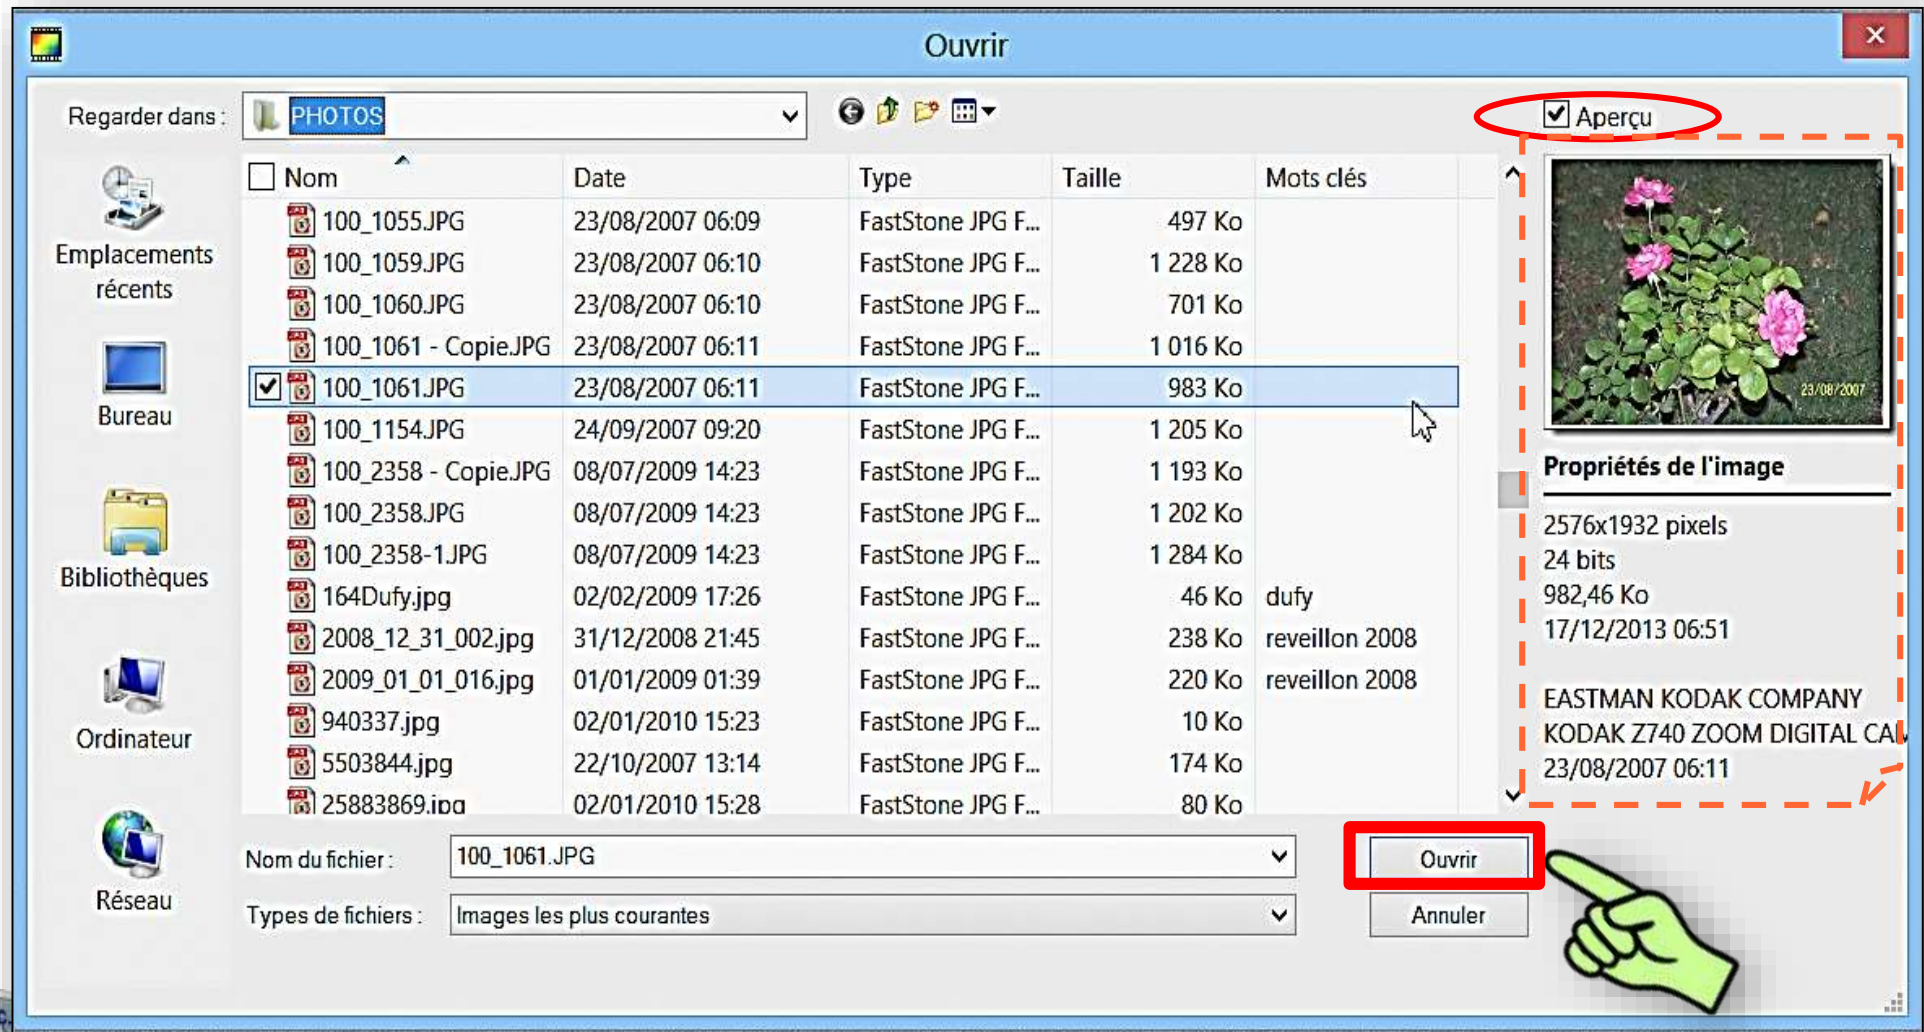 Ouvrir
Regarder dans : PHOTOS
Aperçu
Nom Date Type Taille Mots clés
100_1055.JPG 23/08/2007 06:09 FastStone JPG F... 497 Ko
100_1059.JPG 23/08/2007 06:10 FastStone JPG F... 1 228 Ko
100_1060.JPG 23/08/2007 06:10 FastStone JPG F... 701 Ko
100_1061 - Copie.JPG 23/08/2007 06:11 FastStone JPG F... 1 016 Ko
100_1061.JPG 23/08/2007 06:11 FastStone JPG F... 983 Ko
100_1154.JPG 24/09/2007 09:20 FastStone JPG F... 1 205 Ko
100_2358 - Copie.JPG 08/07/2009 14:23 FastStone JPG F... 1 193 Ko
100_2358.JPG 08/07/2009 14:23 FastStone JPG F... 1 202 Ko
100_2358-1.JPG 08/07/2009 14:23 FastStone JPG F... 1 284 Ko
164Dufy.jpg 02/02/2009 17:26 FastStone JPG F... 46 Ko dufy
2008_12_31_002.jpg 31/12/2008 21:45 FastStone JPG F... 238 Ko reveillon 2008
2009_01_01_016.jpg 01/01/2009 01:39 FastStone JPG F... 220 Ko reveillon 2008
940337.jpg 02/01/2010 15:23 FastStone JPG F... 10 Ko
5503844.jpg 22/10/2007 13:14 FastStone JPG F... 174 Ko
25883869.jpg 02/01/2010 15:28 FastStone JPG F... 80 Ko
Emplacements
récents
Bureau
Bibliothèques
Ordinateur
Réseau
23/08/2007
Propriétés de l'image
2576x1932 pixels
24 bits
982,46 Ko
17/12/2013 06:51
EASTMAN KODAK COMPANY
KODAK Z740 ZOOM DIGITAL CAM
23/08/2007 06:11
Nom du fichier : 100_1061.JPG
Ouvrir
Types de fichiers : Images les plus courantes
Annuler